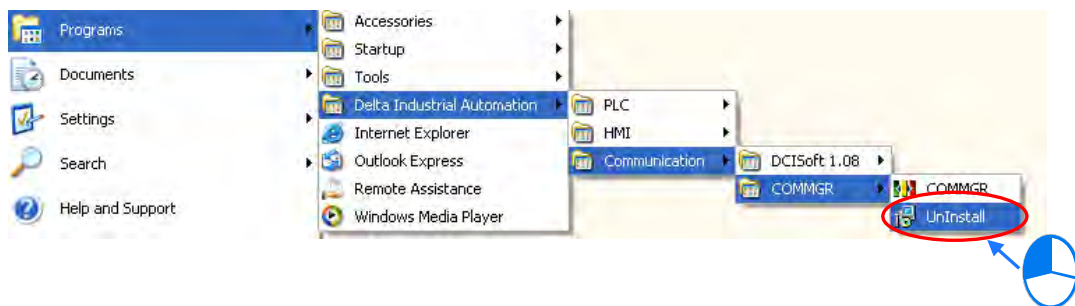 Programs
Documents
Settings
Search
Help and Support
Accessories
Startup
Tools
Delta Industrial Automation
Internet Explorer
Outlook Express
Remote Assistance
Windows Media Player
PLC
HMI
Communication
DCISoft 1.08
COMMGR
COMMGR
UnInstall